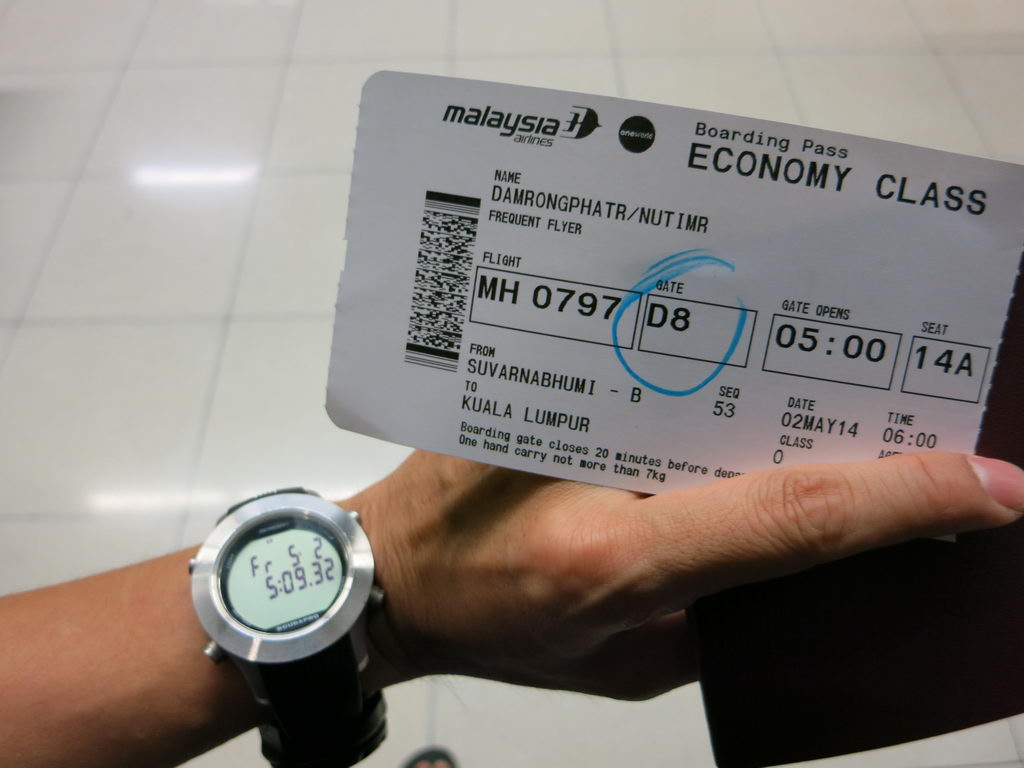 malaysia
airlines
oneworld
Boarding Pass
ECONOMY CLASS
NAME
DAMRONGPHATR/NUTIMR
FREQUENT FLYER
FLIGHT GATE GATE OPENS SEAT
MH 0797 D8 05:00 14A
FROM
SUVARNABHUMI - B
SEQ
53
DATE
02MAY14
TIME
06:00
TO
KUALA LUMPUR
CLASS
O
Boarding gate closes 20 minutes before
One hand carry not more than 7kg
Fr 5. 2
5:09.32
SCUBAPRO